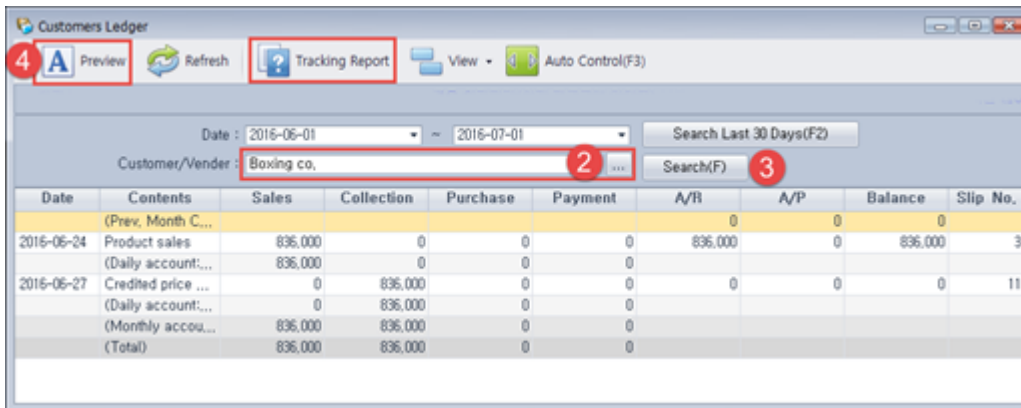 Customers Ledger
4 A Preview Refresh ? Tracking Report View Auto Control(F3)
Date : 2016-06-01 ~ 2016-07-01 Search Last 30 Days(F2)
Customer/Vender : Boxing co, 2 ... Search(F) 3
Date Contents Sales Collection Purchase Payment A/R A/P Balance Slip No,
(Prev, Month C,,, 0 0 0
2016-06-24 Product sales 836,000 0 0 0 836,000 0 836,000 3
(Daily account:,,, 836,000 0 0 0
2016-06-27 Credited price ,,, 0 836,000 0 0 0 0 0 11
(Daily account:,,, 0 836,000 0 0
(Monthly accou,,, 836,000 836,000 0 0
(Total) 836,000 836,000 0 0